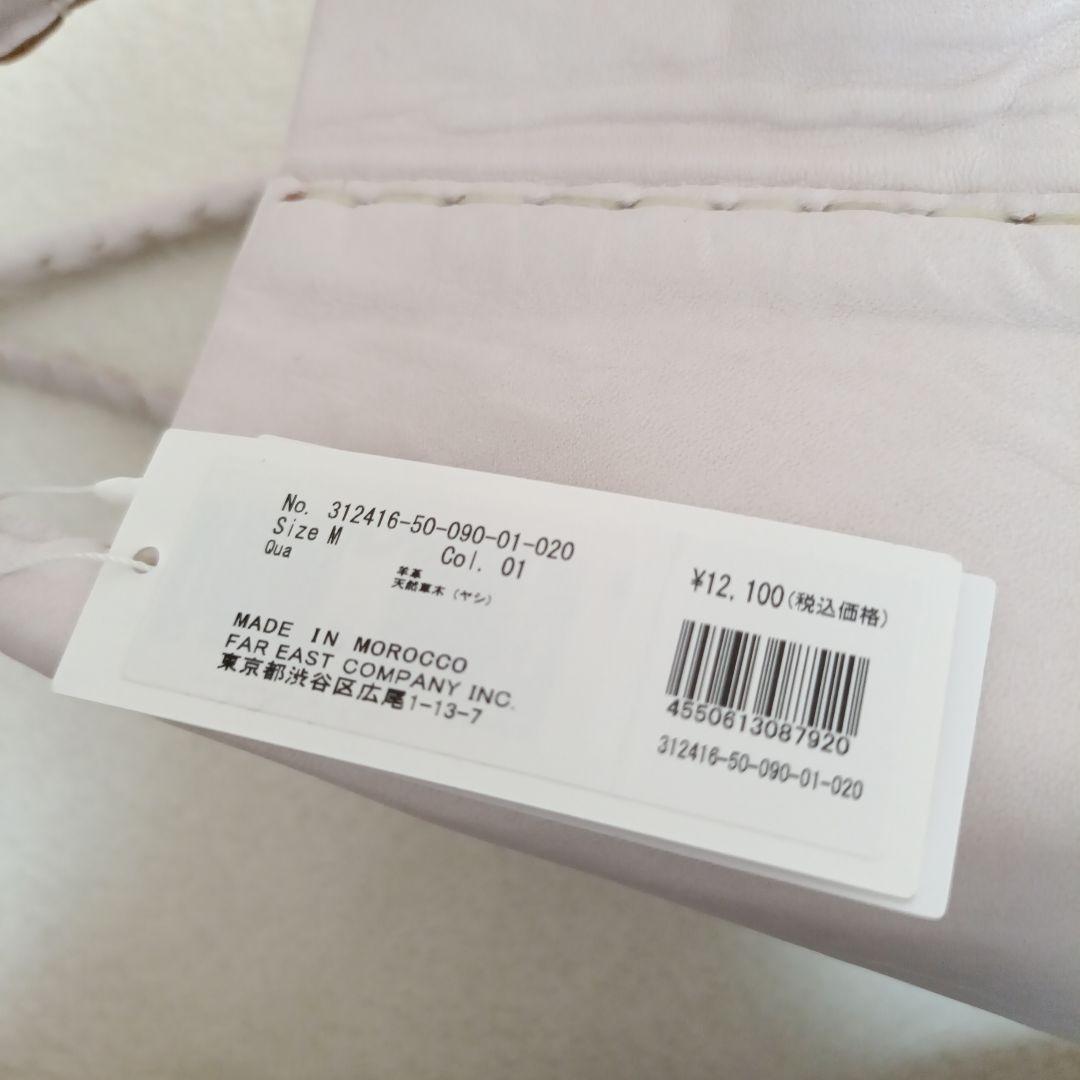 No. 312416-50-090-01-020
Size M Col. 01
Qua 羊革
天然草木（ヤシ）
MADE IN MOROCCO
FAR EAST COMPANY INC.
東京都渋谷区広尾1-13-7
¥12,100(税込価格)
4550613087920
312416-50-090-01-020